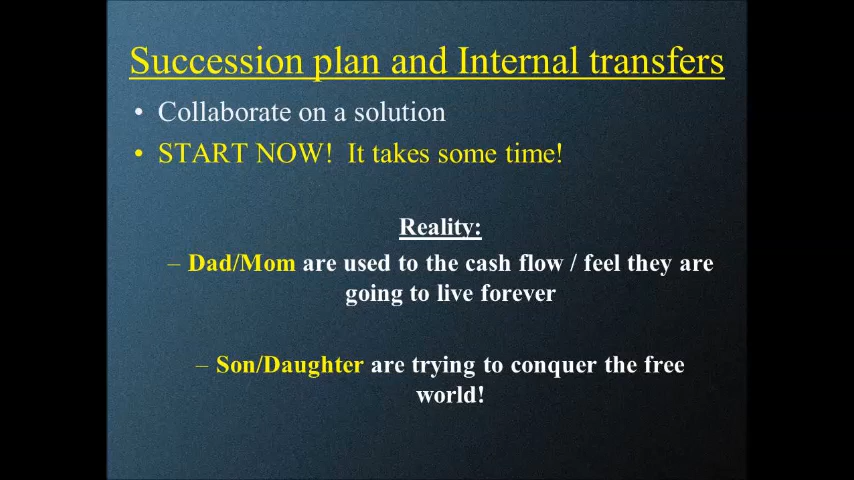 Succession plan and Internal transfers
• Collaborate on a solution
• START NOW!  It takes some time!
Reality:
– Dad/Mom are used to the cash flow / feel they are
going to live forever
– Son/Daughter are trying to conquer the free
world!